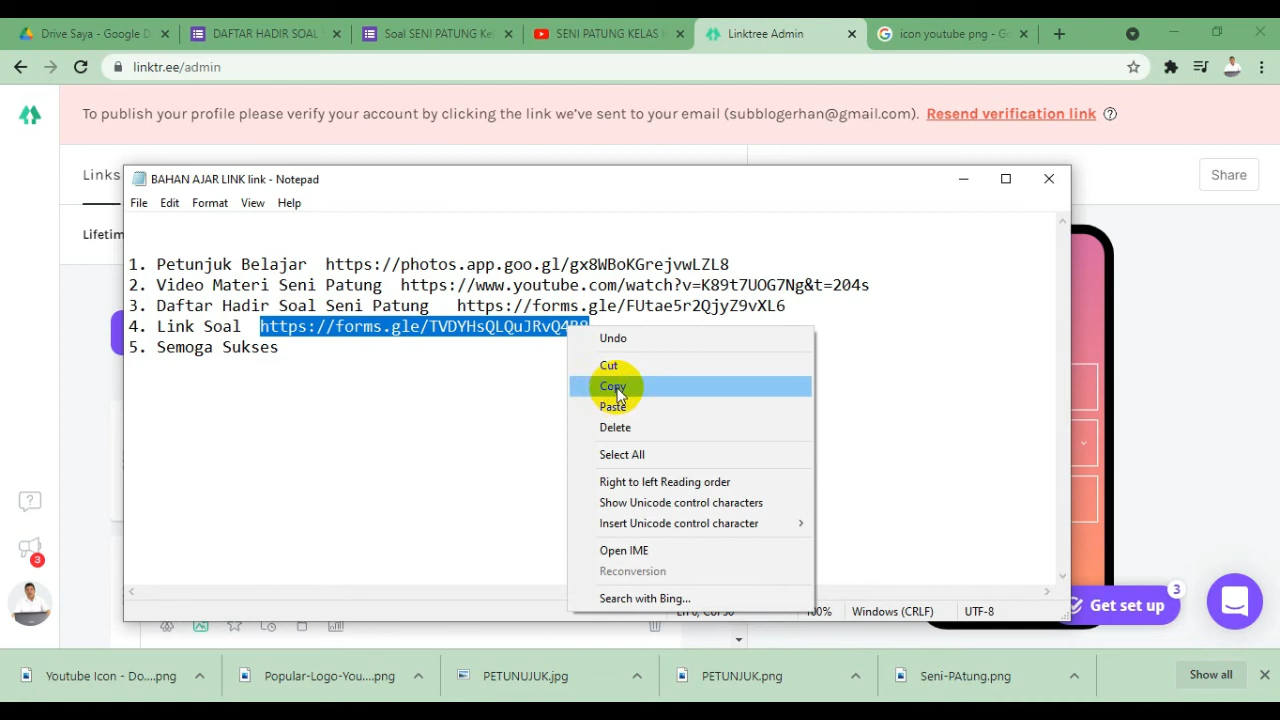 Drive Saya - Google D
DAFTAR HADIR SOAL
Soal SENI PATUNG Ke
SENI PATUNG KELAS
Linktree Admin
icon youtube png - Go
linktr.ee/admin
To publish your profile please verify your account by clicking the link we've sent to your email (subblogerhan@gmail.com). Resend verification link
Links
Share
Lifetim
BAHAN AJAR LINK link - Notepad
File Edit Format View Help
1. Petunjuk Belajar https://photos.app.goo.gl/gx8WBoKGrejvwLZL8
2. Video Materi Seni Patung https://www.youtube.com/watch?v=K89t7UOG7Ng&t=204s
3. Daftar Hadir Soal Seni Patung https://forms.gle/FUtae5r2QjyZ9vXL6
4. Link Soal
5. Semoga Sukses
Undo
Cut
Copy
Paste
Delete
Select All
Right to left Reading order
Show Unicode control characters
Insert Unicode control character
Open IME
Reconversion
Search with Bing...
100%
Windows (CRLF)
UTF-8
3
Get set up
3
Youtube Icon - Do....png
Popular-Logo-You....png
PETUNUJUK.jpg
PETUNJUK.png
Seni-PAtung.png
Show all